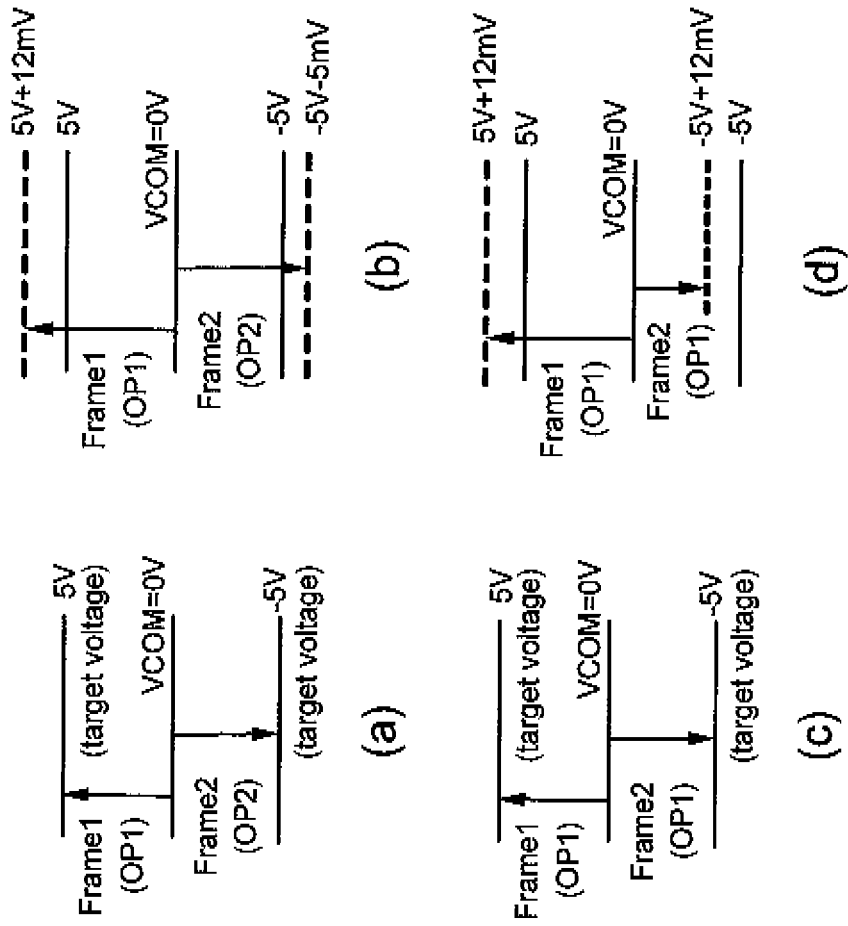 5V
(target voltage)
Frame1
(OP1)
VCOM=0V
Frame2
(OP2)
-5V
(target voltage)
(a)
5V+12mV
5V
Frame1
(OP1)
VCOM=0V
Frame2
(OP2)
-5V
-5V-5mV
(b)
5V
(target voltage)
Frame1
(OP1)
VCOM=0V
Frame2
(OP1)
-5V
(target voltage)
(c)
5V+12mV
5V
Frame1
(OP1)
VCOM=0V
Frame2
(OP1)
-5V+12mV
-5V
(d)